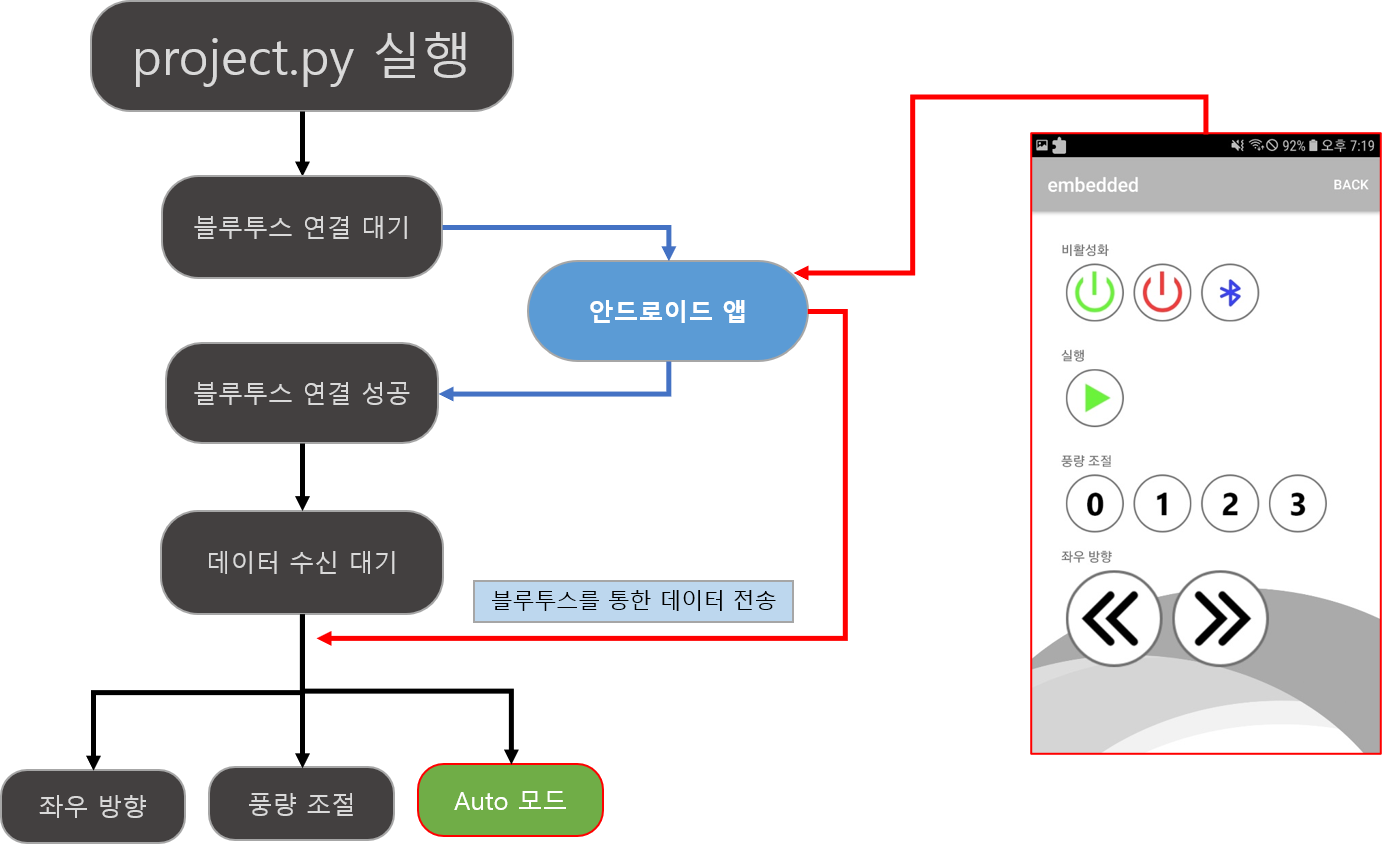 project.py 실행
블루투스 연결 대기
안드로이드 앱
블루투스 연결 성공
데이터 수신 대기
블루투스를 통한 데이터 전송
좌우 방향
풍량 조절
Auto 모드
92% 오후 7:19
embedded
BACK
비활성화
실행
풍량 조절
0 1 2 3
좌우 방향